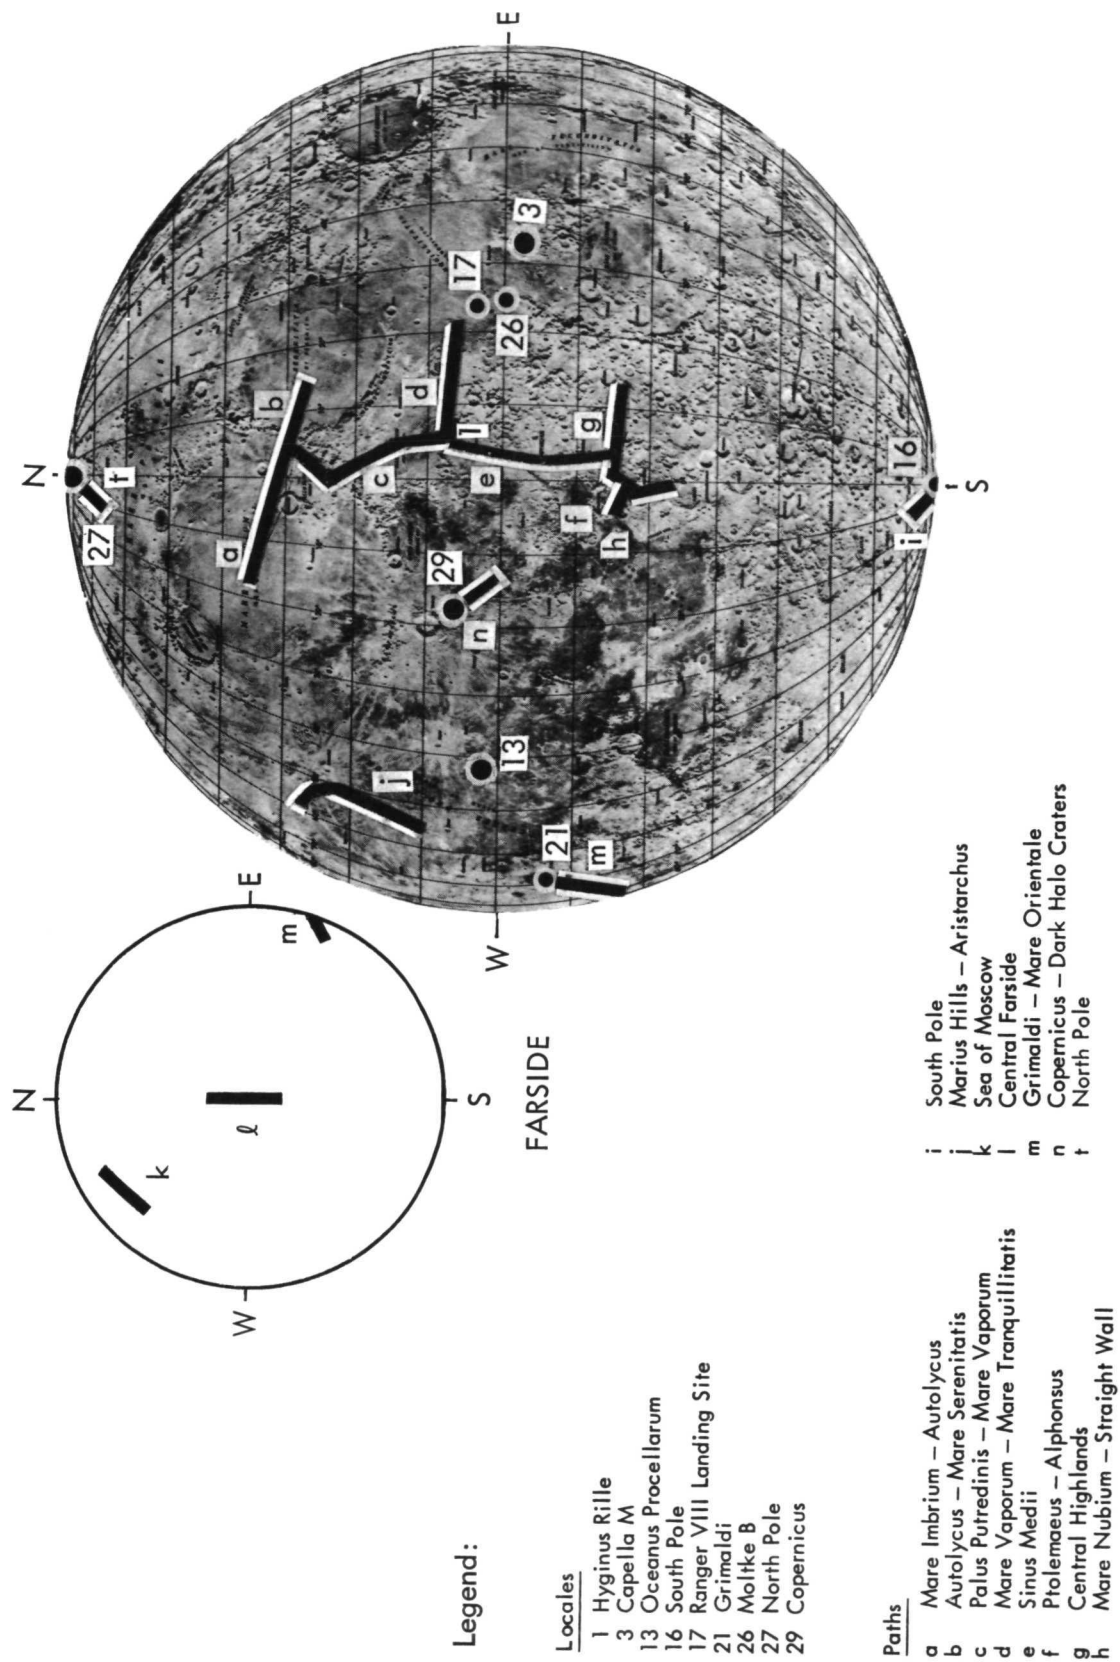 N
W
E
S
k
ℓ
m
FARSIDE
N
W
E
S
27
t
a
b
c
d
1
e
17
26
3
29
n
j
13
21
m
f
g
h
16
i
Legend:
Locales
1 Hyginus Rille
3 Capella M
13 Oceanus Procellarum
16 South Pole
17 Ranger VIII Landing Site
21 Grimaldi
26 Moltke B
27 North Pole
29 Copernicus
Paths
a Mare Imbrium – Autolycus
b Autolycus – Mare Serenitatis
c Palus Putredinis – Mare Vaporum
d Mare Vaporum – Mare Tranquillitatis
e Sinus Medii
f Ptolemaeus – Alphonsus
g Central Highlands
h Mare Nubium – Straight Wall
i South Pole
j Marius Hills – Aristarchus
k Sea of Moscow
l Central Farside
m Grimaldi – Mare Orientale
n Copernicus – Dark Halo Craters
t North Pole